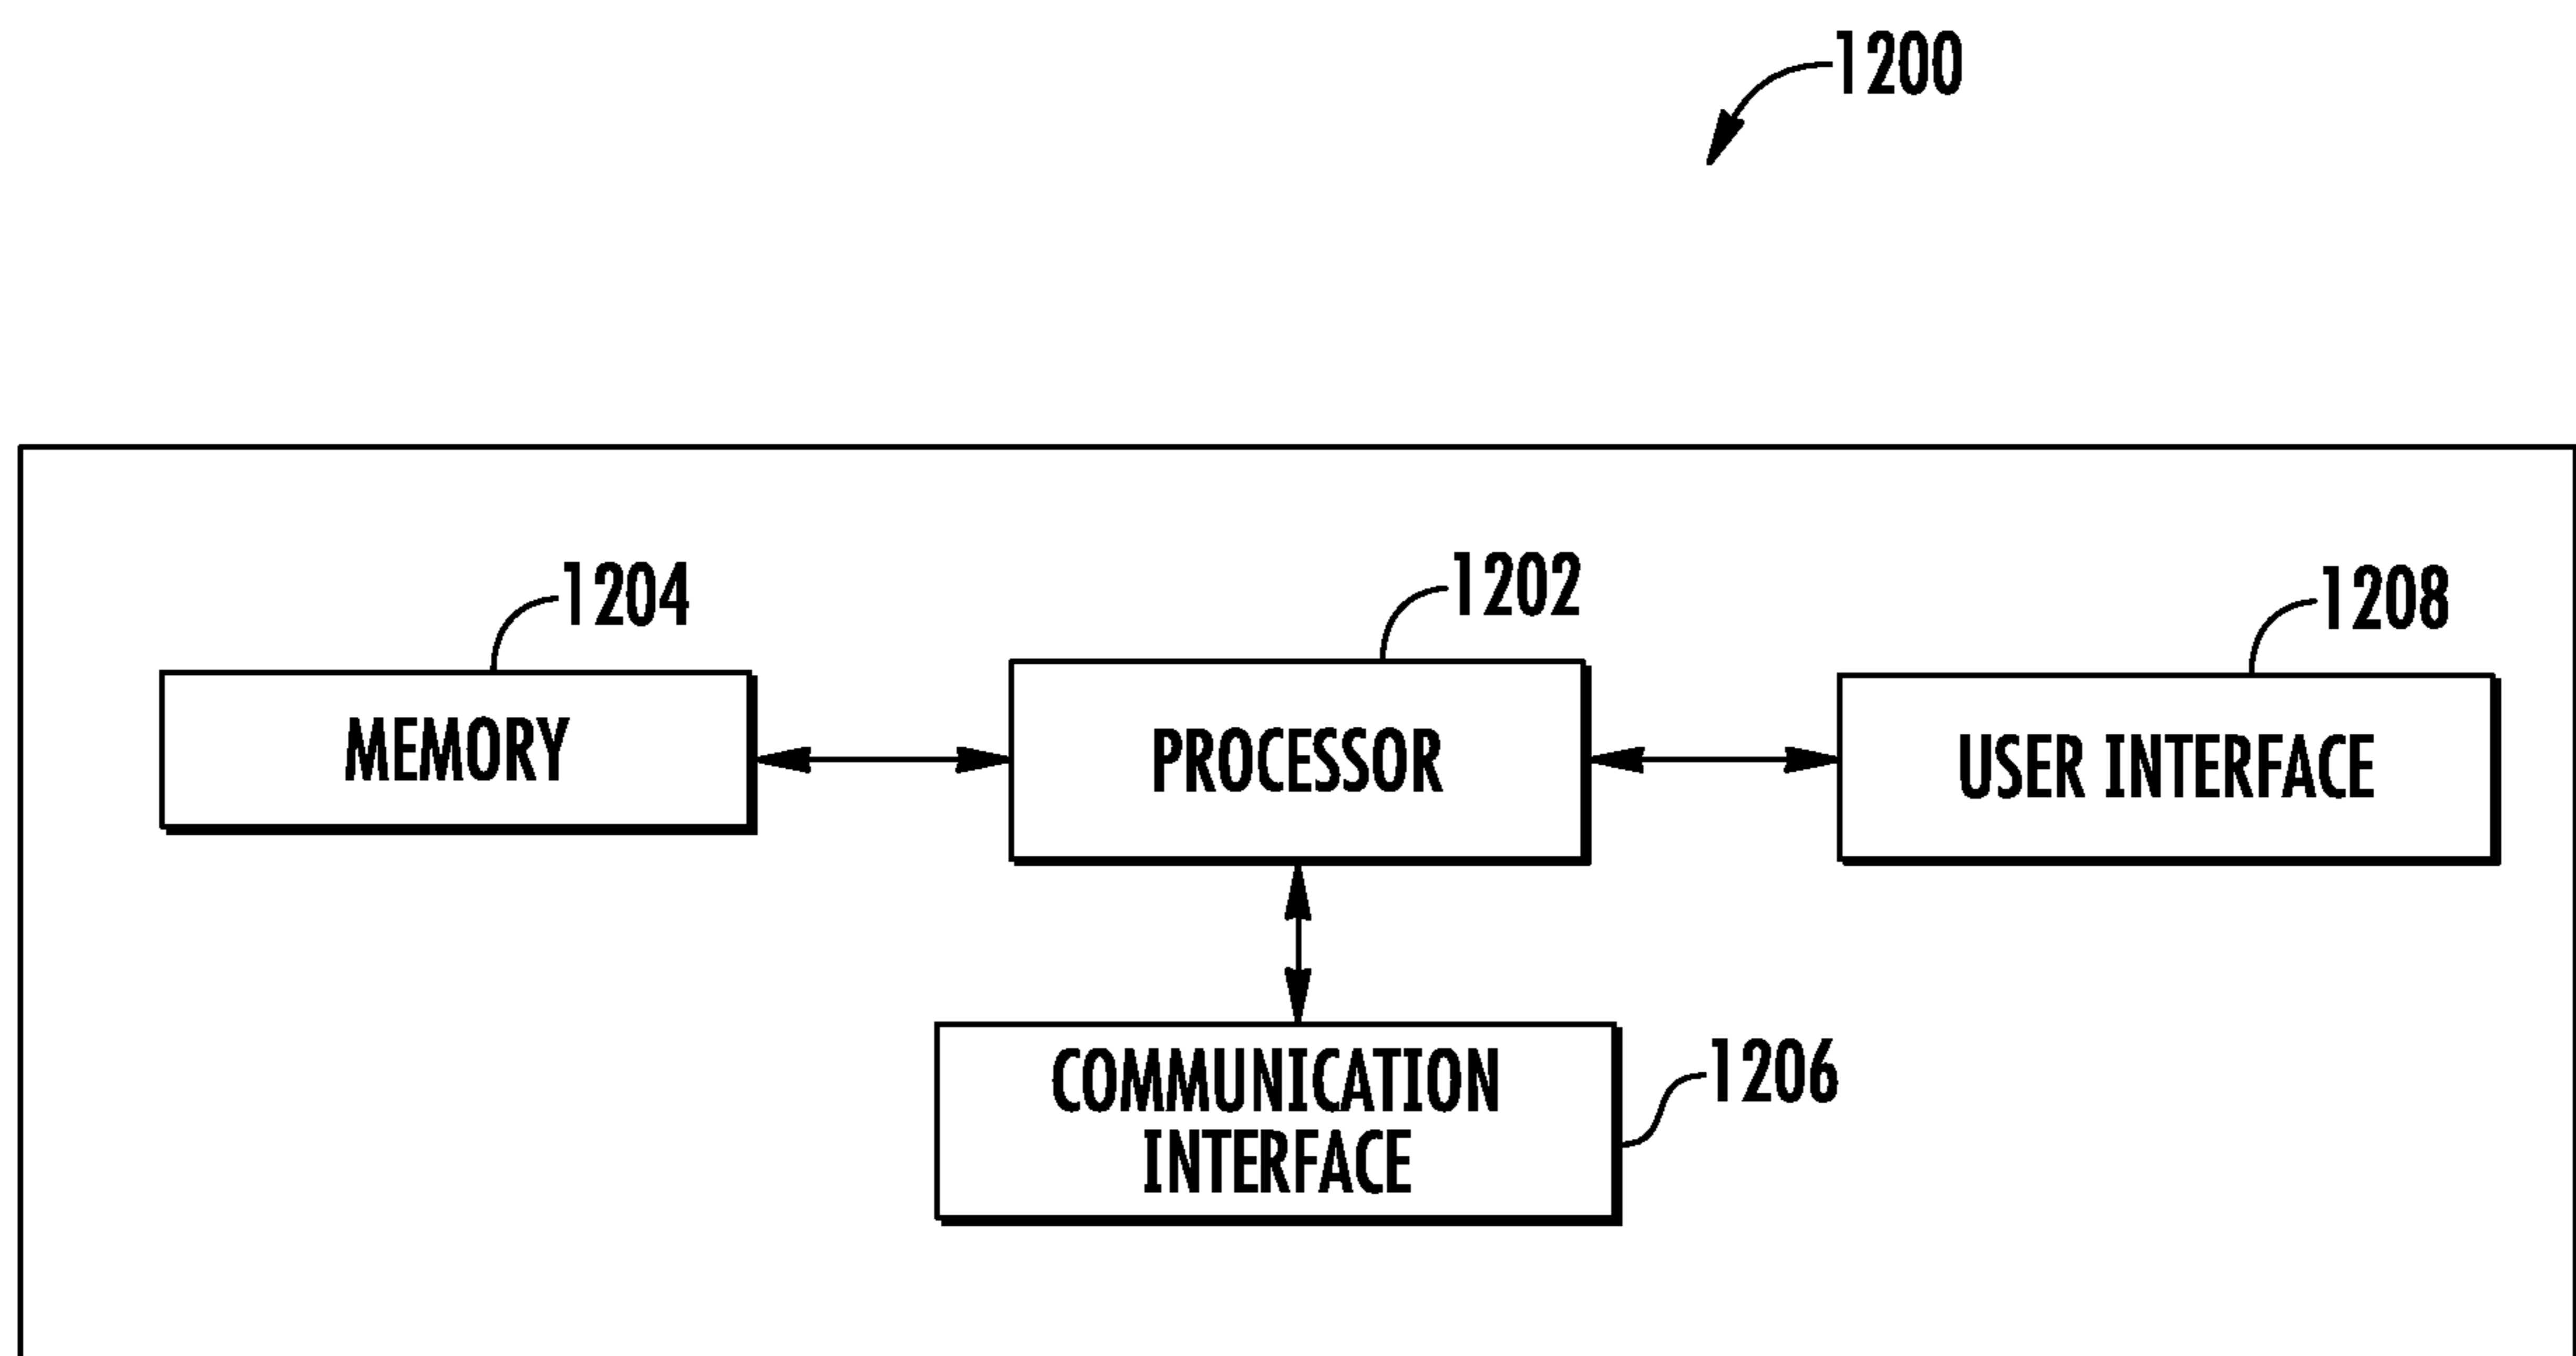 1200
1204
1202
1208
MEMORY
PROCESSOR
USER INTERFACE
COMMUNICATION
INTERFACE
1206